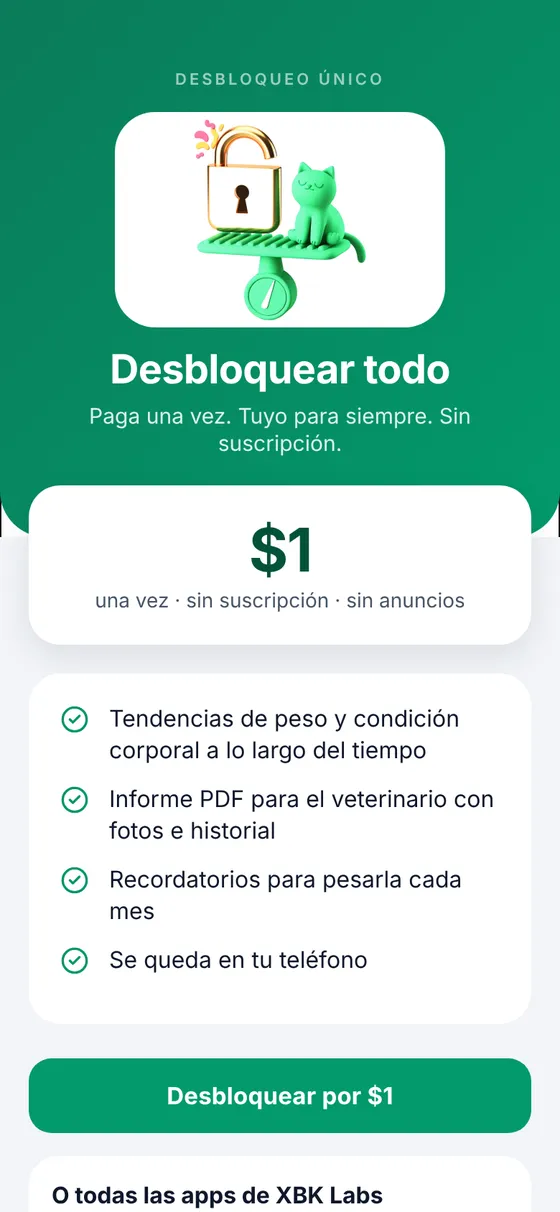 DESBLOQUEO ÚNICO
Desbloquear todo
Paga una vez. Tuyo para siempre. Sin
suscripción.
$1
una vez · sin suscripción · sin anuncios
Tendencias de peso y condición
corporal a lo largo del tiempo
Informe PDF para el veterinario con
fotos e historial
Recordatorios para pesarla cada
mes
Se queda en tu teléfono
Desbloquear por $1
O todas las apps de XBK Labs